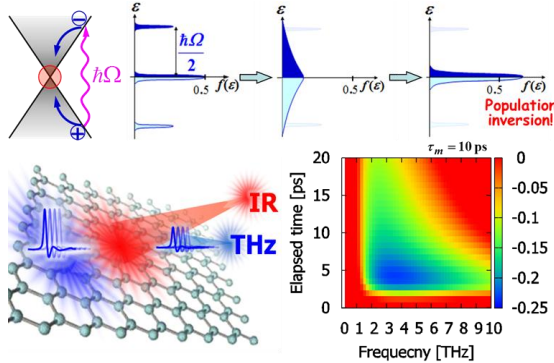 ε
ε
ε
ħΩ
ħΩ
2
0.5 f(ε)
0.5
f(ε)
0.5 f(ε)
Population
inversion!
⊖
⊕
IR
THz
τm = 10 ps
Elapsed time [ps]
20
15
10
5
0
0 1 2 3 4 5 6 7 8 9 10
Frequecny [THz]
0
-0.05
-0.1
-0.15
-0.2
-0.25